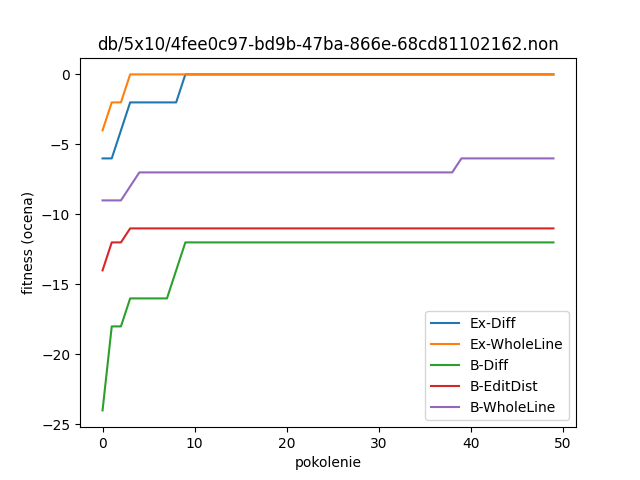 db/5x10/4fee0c97-bd9b-47ba-866e-68cd81102162.non
0
−5
−10
−15
−20
−25
fitness (ocena)
Ex-Diff
Ex-WholeLine
B-Diff
B-EditDist
B-WholeLine
0 10 20 30 40 50
pokolenie